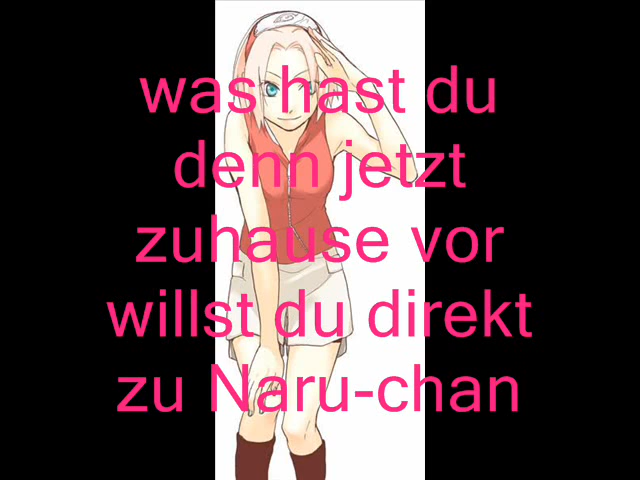 was hast du
denn jetzt
zuhause vor
willst du direkt
zu Naru-chan